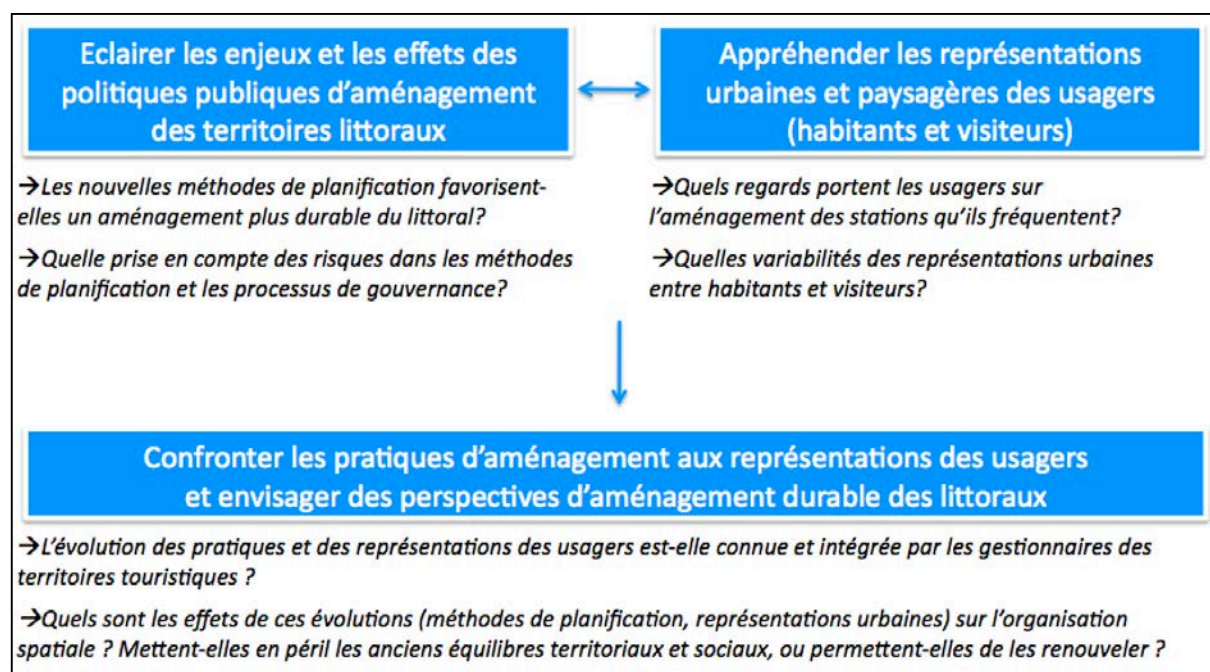 Eclairer les enjeux et les effets des
politiques publiques d'aménagement
des territoires littoraux
Appréhender les représentations
urbaines et paysagères des usagers
(habitants et visiteurs)
→Les nouvelles méthodes de planification favorisent-
elles un aménagement plus durable du littoral?
→Quelle prise en compte des risques dans les méthodes
de planification et les processus de gouvernance?
→Quels regards portent les usagers sur
l'aménagement des stations qu'ils fréquentent?
→Quelles variabilités des représentations urbaines
entre habitants et visiteurs?
Confronter les pratiques d'aménagement aux représentations des usagers
et envisager des perspectives d'aménagement durable des littoraux
→L'évolution des pratiques et des représentations des usagers est-elle connue et intégrée par les gestionnaires des
territoires touristiques ?
→Quels sont les effets de ces évolutions (méthodes de planification, représentations urbaines) sur l'organisation
spatiale ? Mettent-elles en péril les anciens équilibres territoriaux et sociaux, ou permettent-elles de les renouveler ?